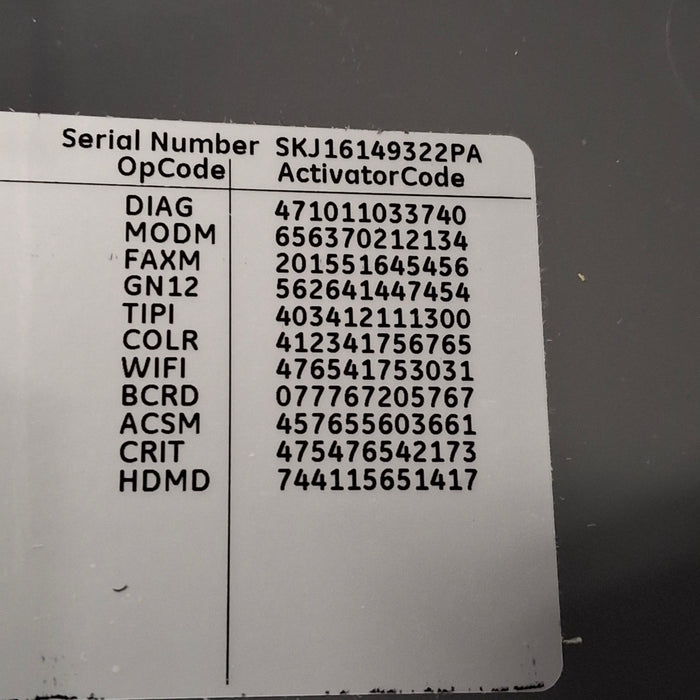 Serial Number SKJ16149322PA
OpCode ActivatorCode
DIAG 471011033740
MODM 656370212134
FAXM 201551645456
GN12 562641447454
TIPI 403412111300
COLR 412341756765
WIFI 476541753031
BCRD 077767205767
ACSM 457655603661
CRIT 475476542173
HDMD 744115651417